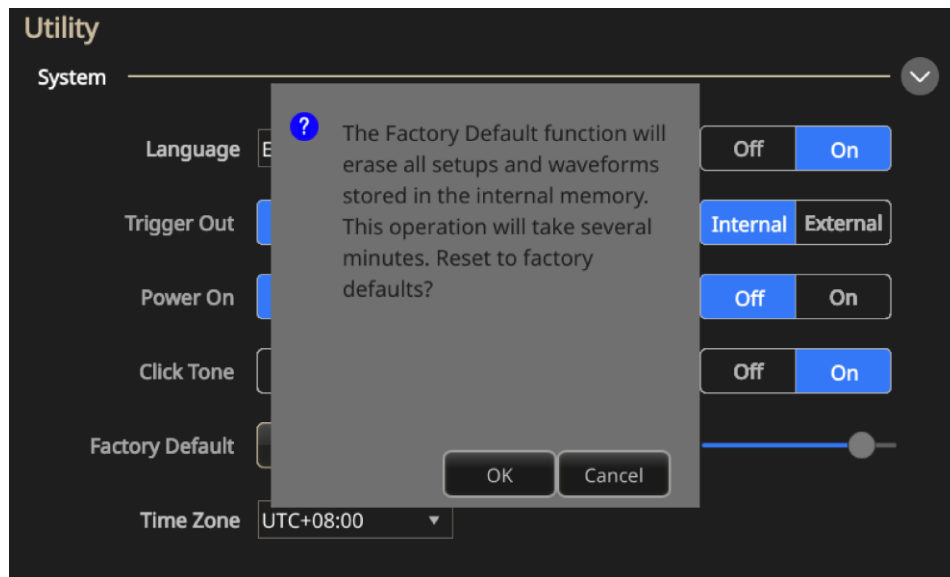 Utility
System
The Factory Default function will
erase all setups and waveforms
stored in the internal memory.
This operation will take several
minutes. Reset to factory
defaults?
OK Cancel
Language Off On
Trigger Out Internal External
Power On Off On
Click Tone Off On
Factory Default
Time Zone UTC+08:00